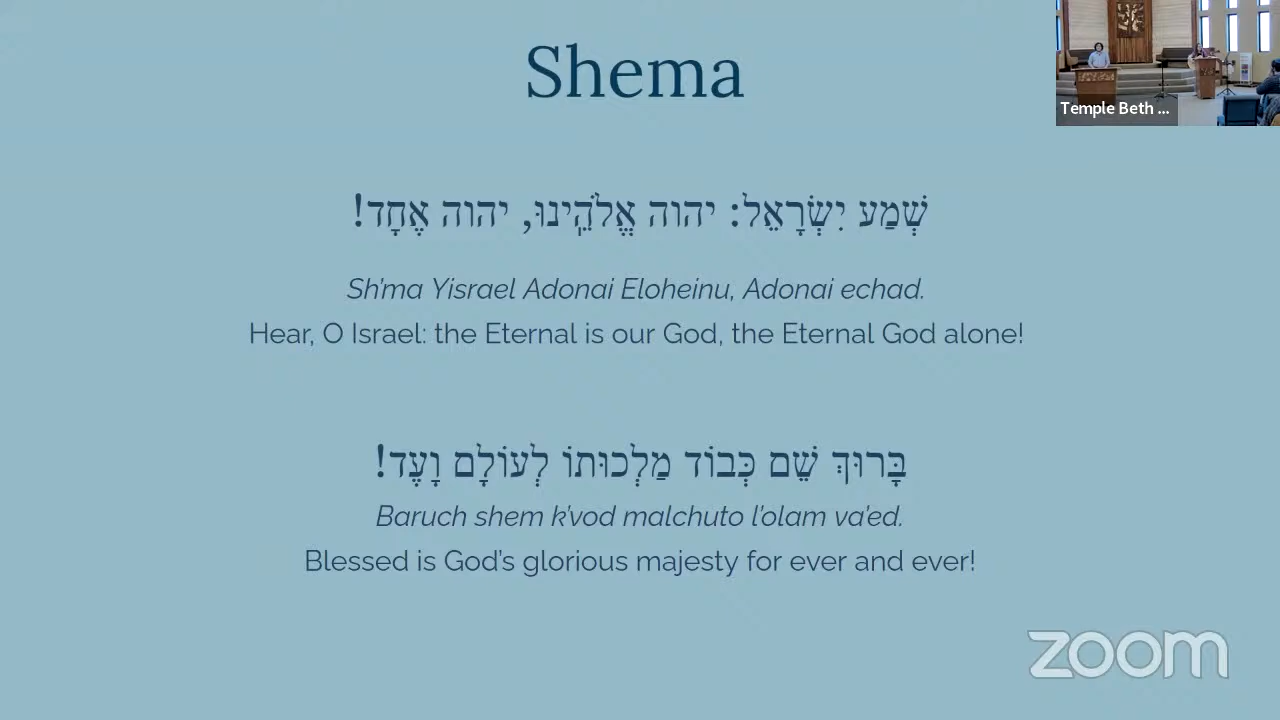 Shema
Temple Beth ...
שְׁמַע יִשְׂרָאֵל: יהוה אֱלֹהֵֽינוּ, יהוה אֶחָד!
Sh'ma Yisrael Adonai Eloheinu, Adonai echad.
Hear, O Israel: the Eternal is our God, the Eternal God alone!
בָּרוּךְ שֵׁם כְּבוֹד מַלְכוּתוֹ לְעוֹלָם וָעֶד!
Baruch shem k'vod malchuto l'olam va'ed.
Blessed is God's glorious majesty for ever and ever!
zoom